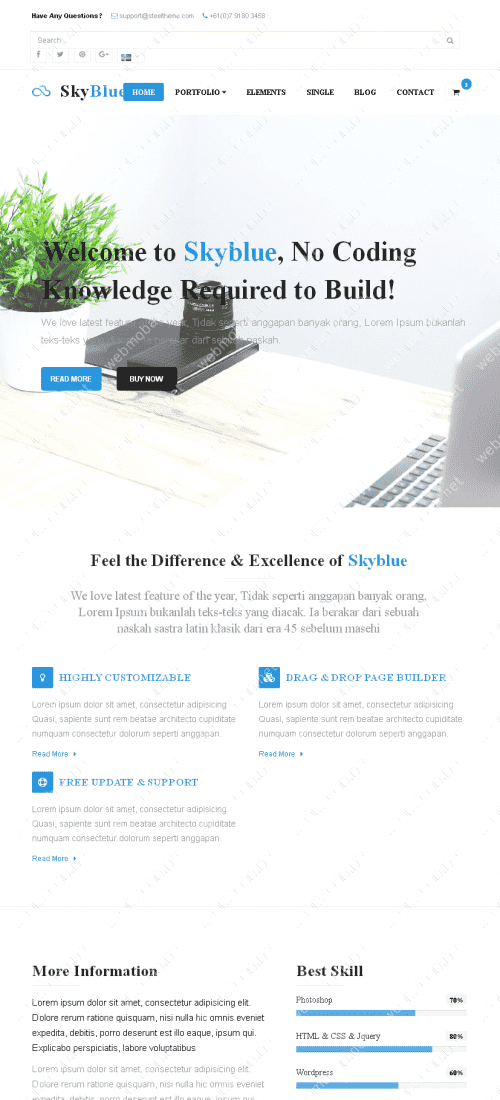 Have Any Questions? support@steelthemes.com +61(0)7 9180 3458
Search
SkyBlue HOME PORTFOLIO ELEMENTS SINGLE BLOG CONTACT
Welcome to Skyblue, No Coding
Knowledge Required to Build!
We love latest feature of the year, Tidak seperti anggapan banyak orang, Lorem Ipsum bukanlah
teks-teks yang diacak. Ia berakar dari sebuah naskah.
READ MORE BUY NOW
Feel the Difference & Excellence of Skyblue
We love latest feature of the year, Tidak seperti anggapan banyak orang,
Lorem Ipsum bukanlah teks-teks yang diacak. Ia berakar dari sebuah
naskah sastra latin klasik dari era 45 sebelum masehi
HIGHLY CUSTOMIZABLE
Lorem ipsum dolor sit amet, consectetur adipisicing
Quasi, sapiente sunt rem beatae architecto cupiditate
numquam consectetur dolorum seperti anggapan.
Read More
DRAG & DROP PAGE BUILDER
Lorem ipsum dolor sit amet, consectetur adipisicing
Quasi, sapiente sunt rem beatae architecto cupiditate
numquam consectetur dolorum seperti anggapan.
Read More
FREE UPDATE & SUPPORT
Lorem ipsum dolor sit amet, consectetur adipisicing.
Quasi, sapiente sunt rem beatae architecto cupiditate
numquam consectetur dolorum seperti anggapan.
Read More
More Information
Lorem ipsum dolor sit amet, consectetur adipisicing elit.
Dolore rerum ratione quisquam, nisi nulla hic omnis eveniet
expedita, debitis, porro deserunt est illo eaque, ipsum qui.
Explicabo perspiciatis, labore voluptatibus
Lorem ipsum dolor sit amet, consectetur adipisicing elit.
Dolore rerum ratione quisquam, nisi nulla hic omnis eveniet
Best Skill
Photoshop 70%
HTML & CSS & Jquery 80%
Wordpress 60%